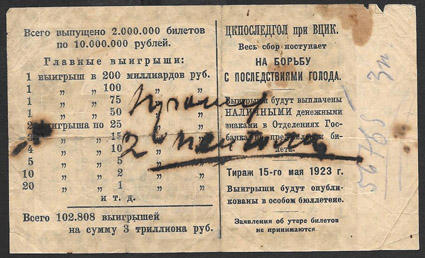 Всего выпущено 2.000.000 билетов
по 10.000.000 рублей.
Главные выигрыши:
1 выигрыш в 200 миллиардов руб.
1 „ „ 100 „ „
1 „ „ 75 „ „
1 „ „ 50 „ „
выигрыша по 25 „ „
„ „ 15 „ „
„ „ 10 „ „
5 „ „ 5 „ „
10 „ „ 2 „ „
20 „ „ 1 „ „
и т. д.
Всего 102.808 выигрышей
на сумму 3 триллиона руб.
ЦКПОСЛЕДГОЛ при ВЦИК.
Весь сбор поступает
НА БОРЬБУ
С ПОСЛЕДСТВИЯМИ ГОЛОДА.
Выигрыши будут выплачены
НАЛИЧНЫМИ денежными
знаками в Отделениях Гос-
банка
лета.
Тираж 15-го мая 1923 г.
Выигрыши будут опубли-
кованы в особом бюллетене.
Заявления об утере билетов
не принимаются.